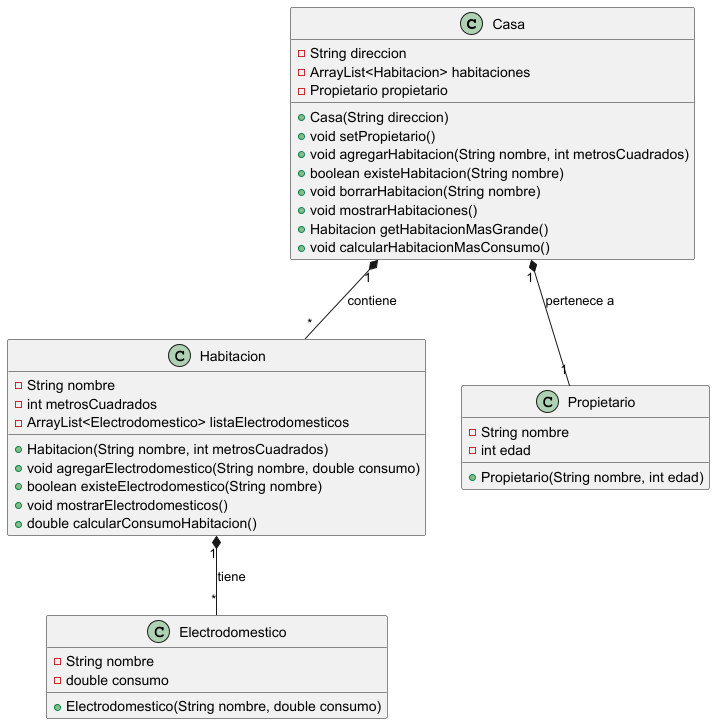 C Casa
String direccion
ArrayList<Habitacion> habitaciones
Propietario propietario
Casa(String direccion)
void setPropietario()
void agregarHabitacion(String nombre, int metrosCuadrados)
boolean existeHabitacion(String nombre)
void borrarHabitacion(String nombre)
void mostrarHabitaciones()
Habitacion getHabitacionMasGrande()
void calcularHabitacionMasConsumo()
1
1
contiene
pertenece a
*
1
C Habitacion
String nombre
int metrosCuadrados
ArrayList<Electrodomestico> listaElectrodomesticos
Habitacion(String nombre, int metrosCuadrados)
void agregarElectrodomestico(String nombre, double consumo)
boolean existeElectrodomestico(String nombre)
void mostrarElectrodomesticos()
double calcularConsumoHabitacion()
C Propietario
String nombre
int edad
Propietario(String nombre, int edad)
1
tiene
*
C Electrodomestico
String nombre
double consumo
Electrodomestico(String nombre, double consumo)